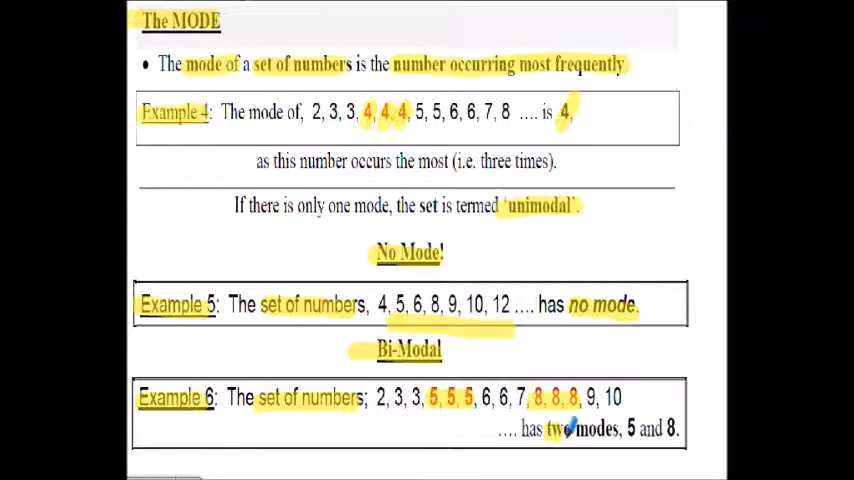 The MODE
• The mode of a set of numbers is the number occurring most frequently
Example 4: The mode of, 2, 3, 3, 4, 4, 4, 5, 5, 6, 6, 7, 8 .... is 4,
as this number occurs the most (i.e. three times).
If there is only one mode, the set is termed ‘unimodal’.
No Mode!
Example 5: The set of numbers, 4, 5, 6, 8, 9, 10, 12 .... has no mode.
Bi-Modal
Example 6: The set of numbers; 2, 3, 3, 5, 5, 5, 6, 6, 7, 8, 8, 8, 9, 10
.... has two modes, 5 and 8.